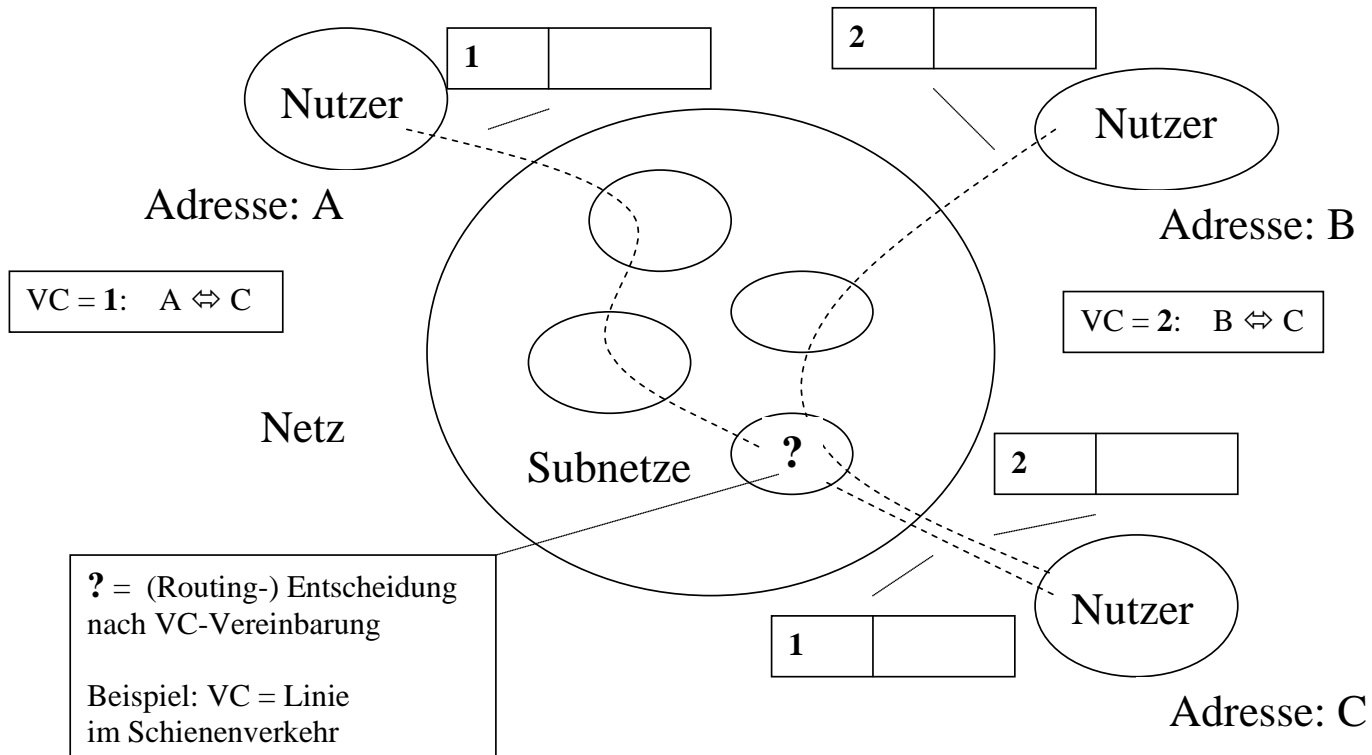 1
2
Nutzer
Nutzer
Adresse: A
Adresse: B
VC = 1: A ⇔ C
VC = 2: B ⇔ C
Netz
?
Subnetze
2
? = (Routing-) Entscheidung
nach VC-Vereinbarung
Beispiel: VC = Linie
im Schienenverkehr
1
Nutzer
Adresse: C